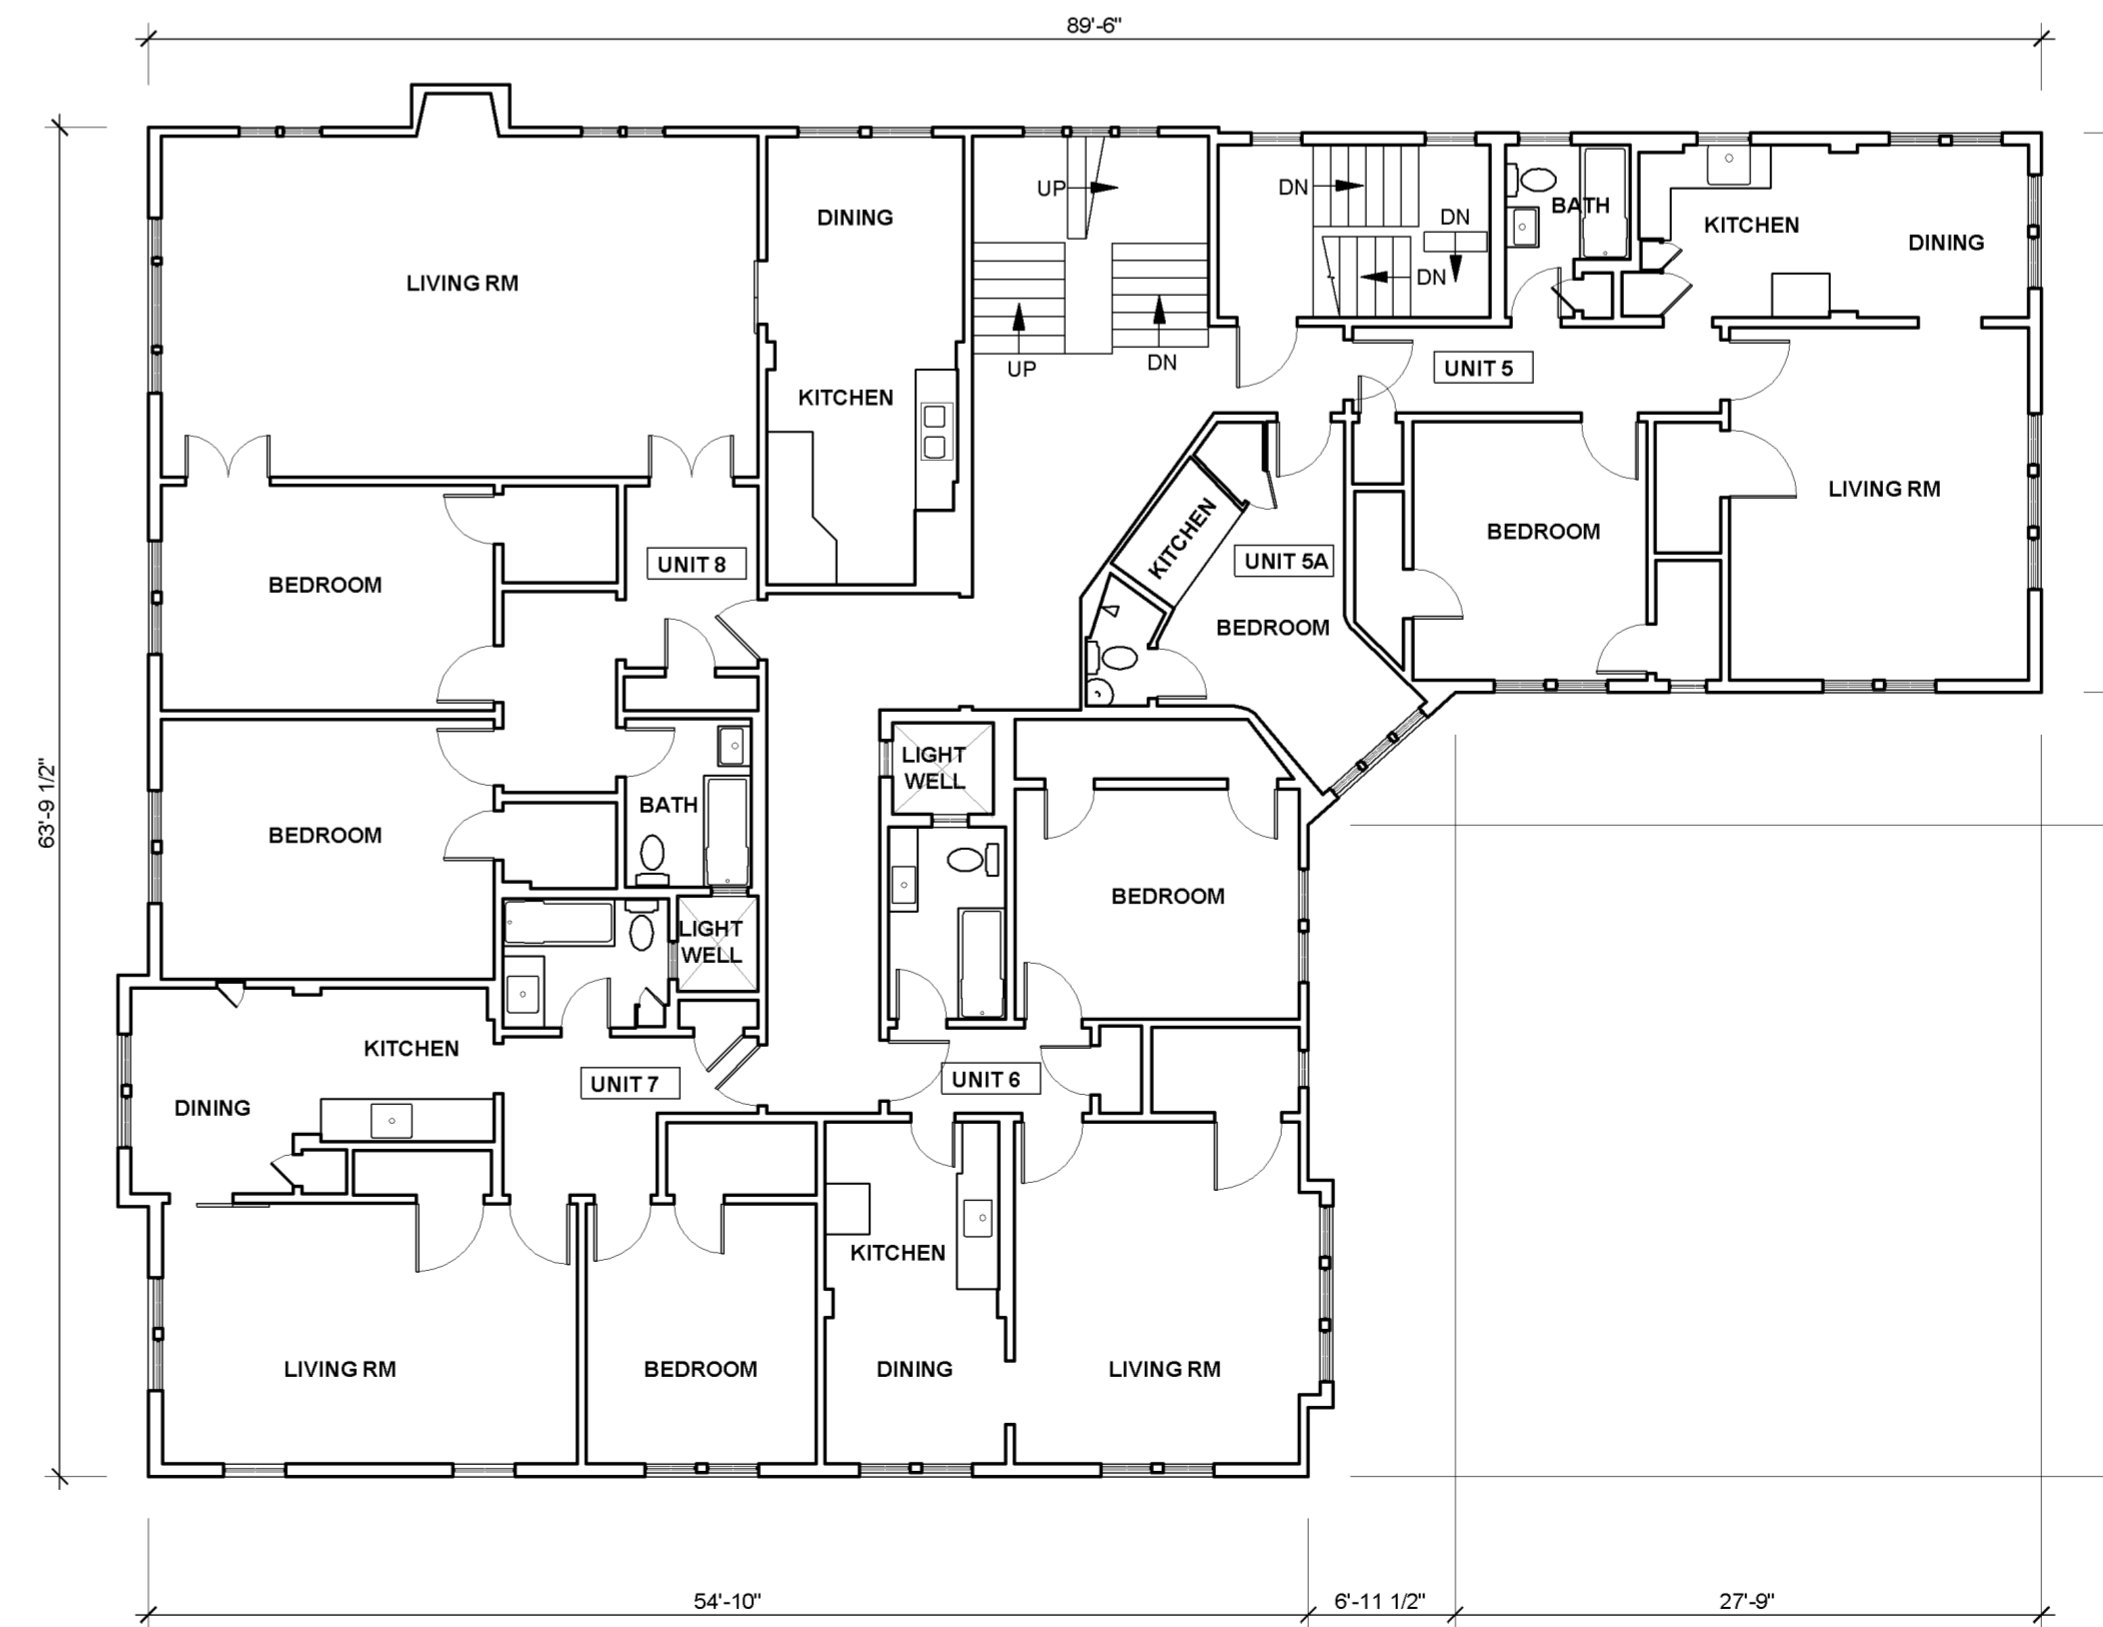 89'-6"
UP
DN
DN
DN
UP
DN
BATH
KITCHEN
DINING
DINING
LIVING RM
KITCHEN
UNIT 5
UNIT 8
KITCHEN
UNIT 5A
BEDROOM
LIVING RM
BEDROOM
BEDROOM
63'-9 1/2"
LIGHT
WELL
BATH
BEDROOM
BEDROOM
LIGHT
WELL
KITCHEN
DINING
UNIT 7
UNIT 6
KITCHEN
LIVING RM
BEDROOM
DINING
LIVING RM
54'-10"
6'-11 1/2"
27'-9"